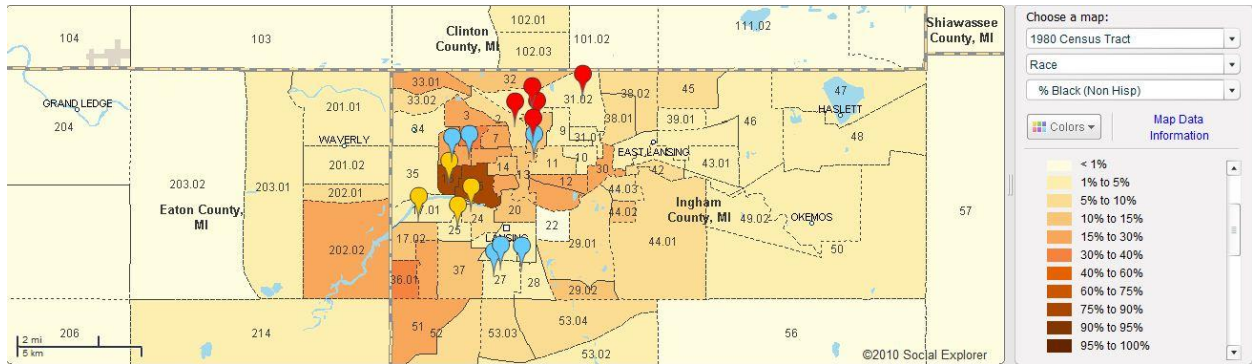 104
103
Clinton
County, MI
102.01
102.03
101.02
111.02
Shiawassee
County, MI
GRAND LEDGE
204
201.01
WAVERLY
201.02
202.01
203.02
203.01
Eaton County,
MI
202.02
206
214
33.01
33.02
32
31.02
38.02
45
47
HASLETT
3
2
34
7
9
38.01
39.01
46
48
31.01
EAST LANSING
35
14
11
10
30
42
43.01
13
12
44.03
17.01
24
20
44.02
Ingham
County, MI
49.02
OKEMOS
57
17.02
25
LANSING
22
29.01
44.01
50
36.01
37
27
28
29.02
51
52
53.03
53.04
53.02
56
2 mi
5 km
©2010 Social Explorer
Choose a map:
1980 Census Tract
Race
% Black (Non Hisp)
Colors
Map Data
Information
< 1%
1% to 5%
5% to 10%
10% to 15%
15% to 30%
30% to 40%
40% to 60%
60% to 75%
75% to 90%
90% to 95%
95% to 100%